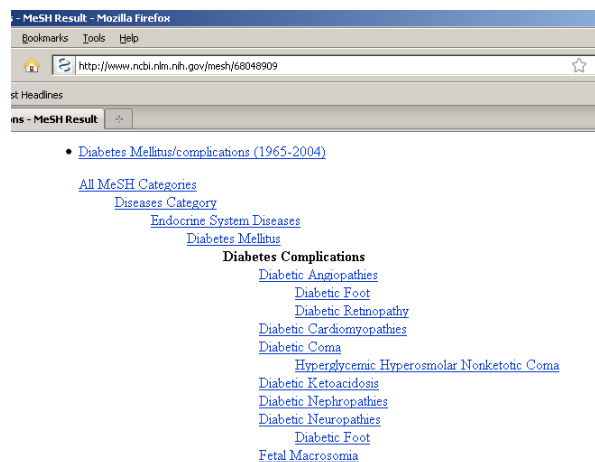 s - MeSH Result - Mozilla Firefox
Bookmarks Tools Help
http://www.ncbi.nlm.nih.gov/mesh/68048909
st Headlines
ons - MeSH Result
Diabetes Mellitus/complications (1965-2004)
All MeSH Categories
Diseases Category
Endocrine System Diseases
Diabetes Mellitus
Diabetes Complications
Diabetic Angiopathies
Diabetic Foot
Diabetic Retinopathy
Diabetic Cardiomyopathies
Diabetic Coma
Hyperglycemic Hyperosmolar Nonketotic Coma
Diabetic Ketoacidosis
Diabetic Nephropathies
Diabetic Neuropathies
Diabetic Foot
Fetal Macrosomia